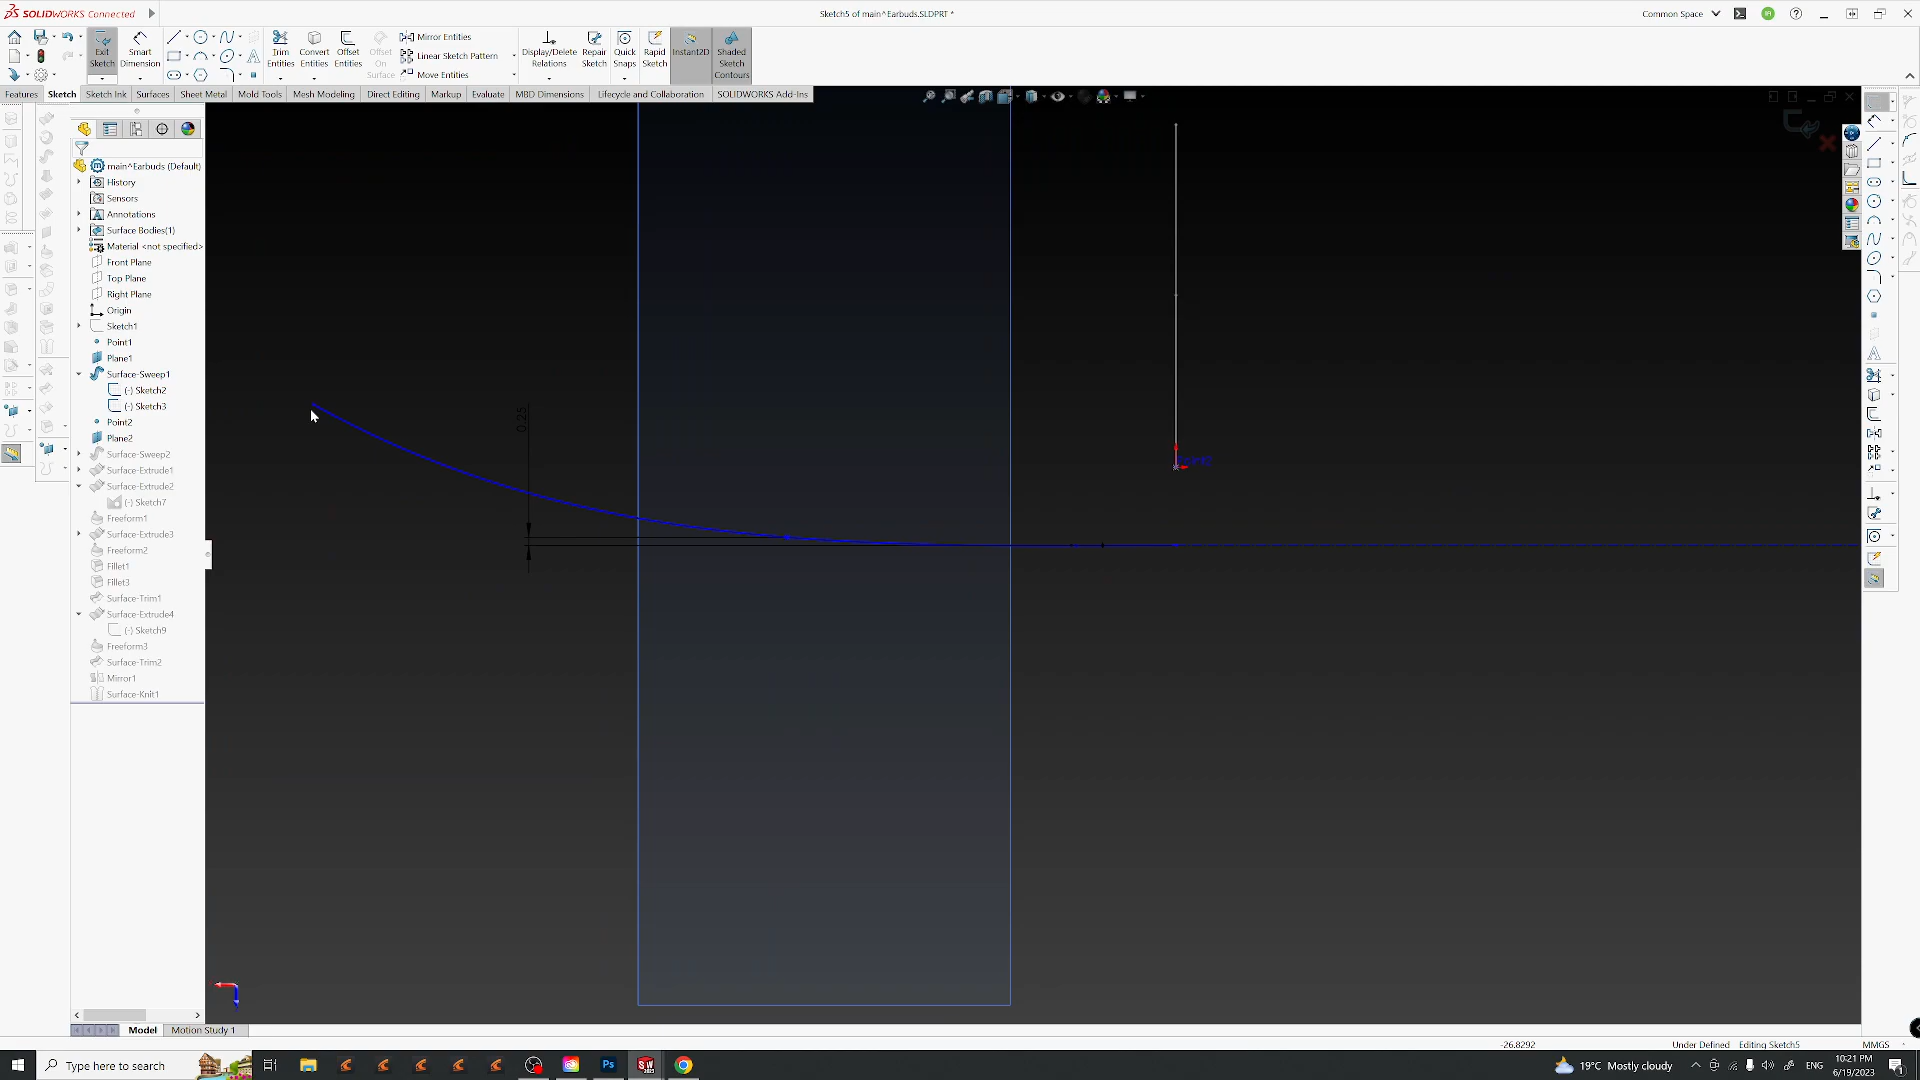 SOLIDWORKS Connected
Sketch5 of main^Earbuds.SLDPRT *
Common Space
Exit Sketch
Smart Dimension
Trim Entities
Convert Entities
Offset Entities
Offset On Surface
Mirror Entities
Linear Sketch Pattern
Move Entities
Display/Delete Relations
Repair Sketch
Quick Snaps
Rapid Sketch
Instant2D
Shaded Sketch Contours
Features
Sketch
Sketch Ink
Surfaces
Sheet Metal
Mold Tools
Mesh Modeling
Direct Editing
Markup
Evaluate
MBD Dimensions
Lifecycle and Collaboration
SOLIDWORKS Add-Ins
main^Earbuds (Default)
History
Sensors
Annotations
Surface Bodies(1)
Material <not specified>
Front Plane
Top Plane
Right Plane
Origin
Sketch1
Point1
Plane1
Surface-Sweep1
(-) Sketch2
(-) Sketch3
Point2
Plane2
Surface-Sweep2
Surface-Extrude1
Surface-Extrude2
(-) Sketch7
Freeform1
Surface-Extrude3
Freeform2
Fillet1
Fillet3
Surface-Trim1
Surface-Extrude4
(-) Sketch9
Freeform3
Surface-Trim2
Mirror1
Surface-Knit1
0.25
Model
Motion Study 1
-26.8292
Under Defined
Editing Sketch5
MMGS
Type here to search
Ps
SW
19°C Mostly cloudy
ENG
10:21 PM
6/19/2023